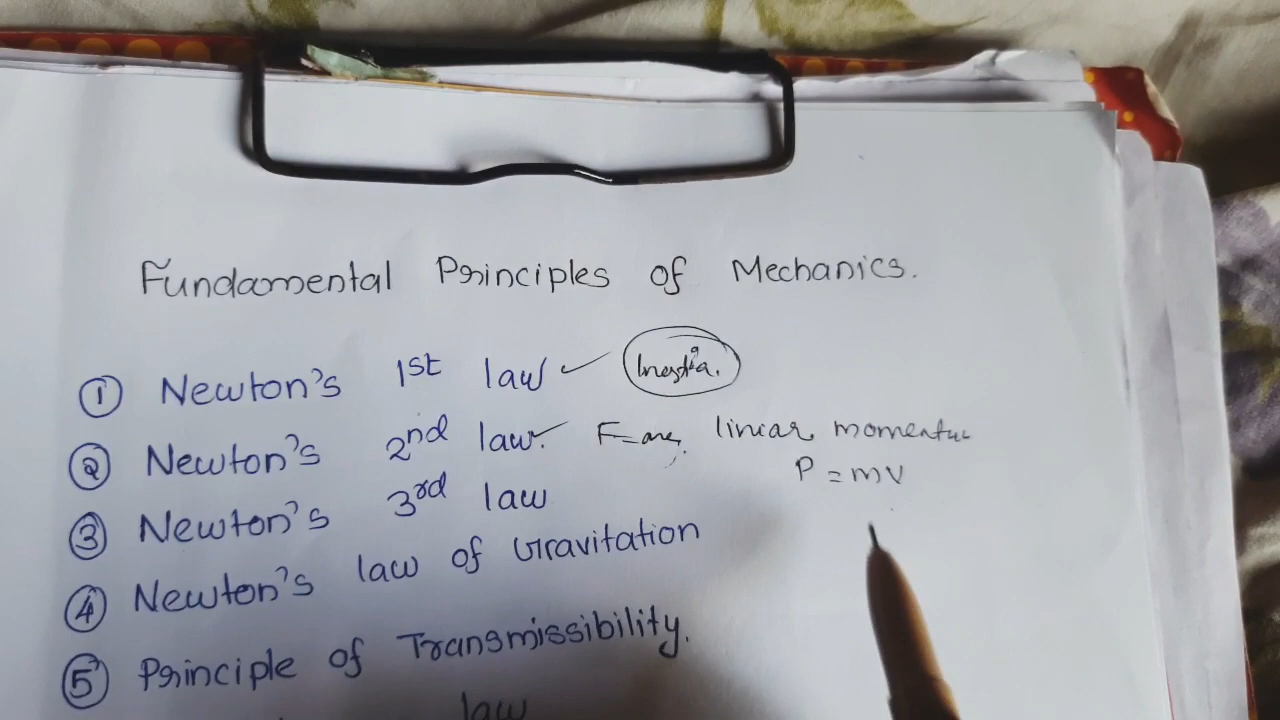 Fundamental Principles of Mechanics.
① Newton's 1st law ✓ Inertia.
② Newton's 2nd law. F=ma, linear momentum
P = mv
③ Newton's 3rd law
④ Newton's law of Gravitation
⑤ Principle of Transmissibility.
law